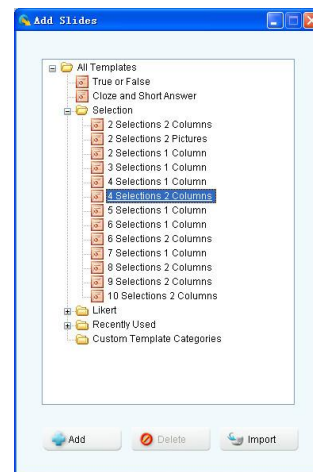 Add Slides
All Templates
True or False
Cloze and Short Answer
Selection
2 Selections 2 Columns
2 Selections 2 Pictures
2 Selections 1 Column
3 Selections 1 Column
4 Selections 1 Column
4 Selections 2 Columns
5 Selections 1 Column
6 Selections 1 Column
6 Selections 2 Columns
7 Selections 1 Column
8 Selections 2 Columns
9 Selections 2 Columns
10 Selections 2 Columns
Likert
Recently Used
Custom Template Categories
Add Delete Import